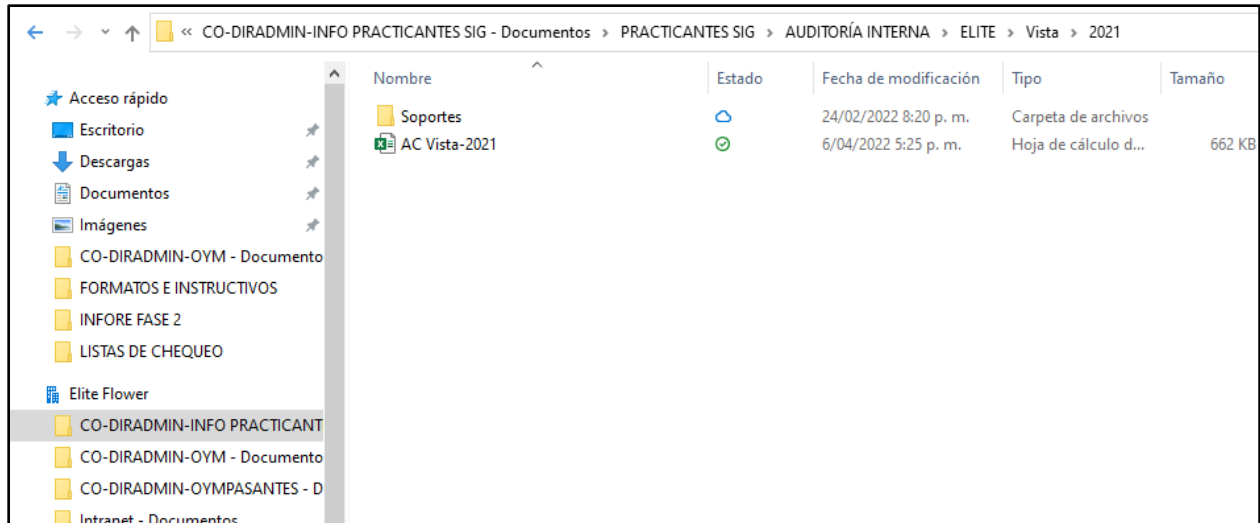 « CO-DIRADMIN-INFO PRACTICANTES SIG - Documentos > PRACTICANTES SIG > AUDITORÍA INTERNA > ELITE > Vista > 2021
Acceso rápido
Escritorio
Descargas
Documentos
Imágenes
CO-DIRADMIN-OYM - Documento
FORMATOS E INSTRUCTIVOS
INFORE FASE 2
LISTAS DE CHEQUEO
Elite Flower
CO-DIRADMIN-INFO PRACTICANT
CO-DIRADMIN-OYM - Documento
CO-DIRADMIN-OYMPASANTES - D
Intranet - Documentos
Nombre Estado Fecha de modificación Tipo Tamaño
Soportes 24/02/2022 8:20 p. m. Carpeta de archivos
AC Vista-2021 6/04/2022 5:25 p. m. Hoja de cálculo d... 662 KB